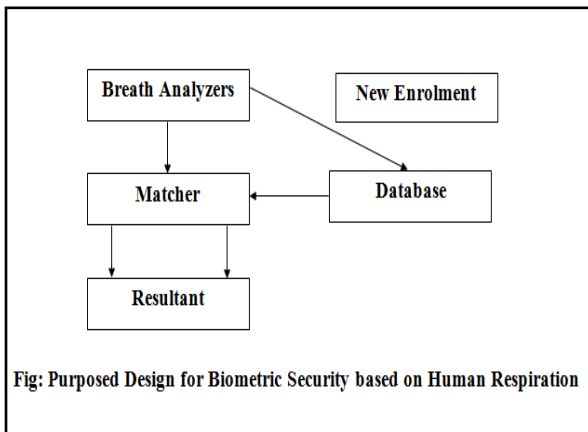 Breath Analyzers
New Enrolment
Matcher
Database
Resultant
Fig: Purposed Design for Biometric Security based on Human Respiration